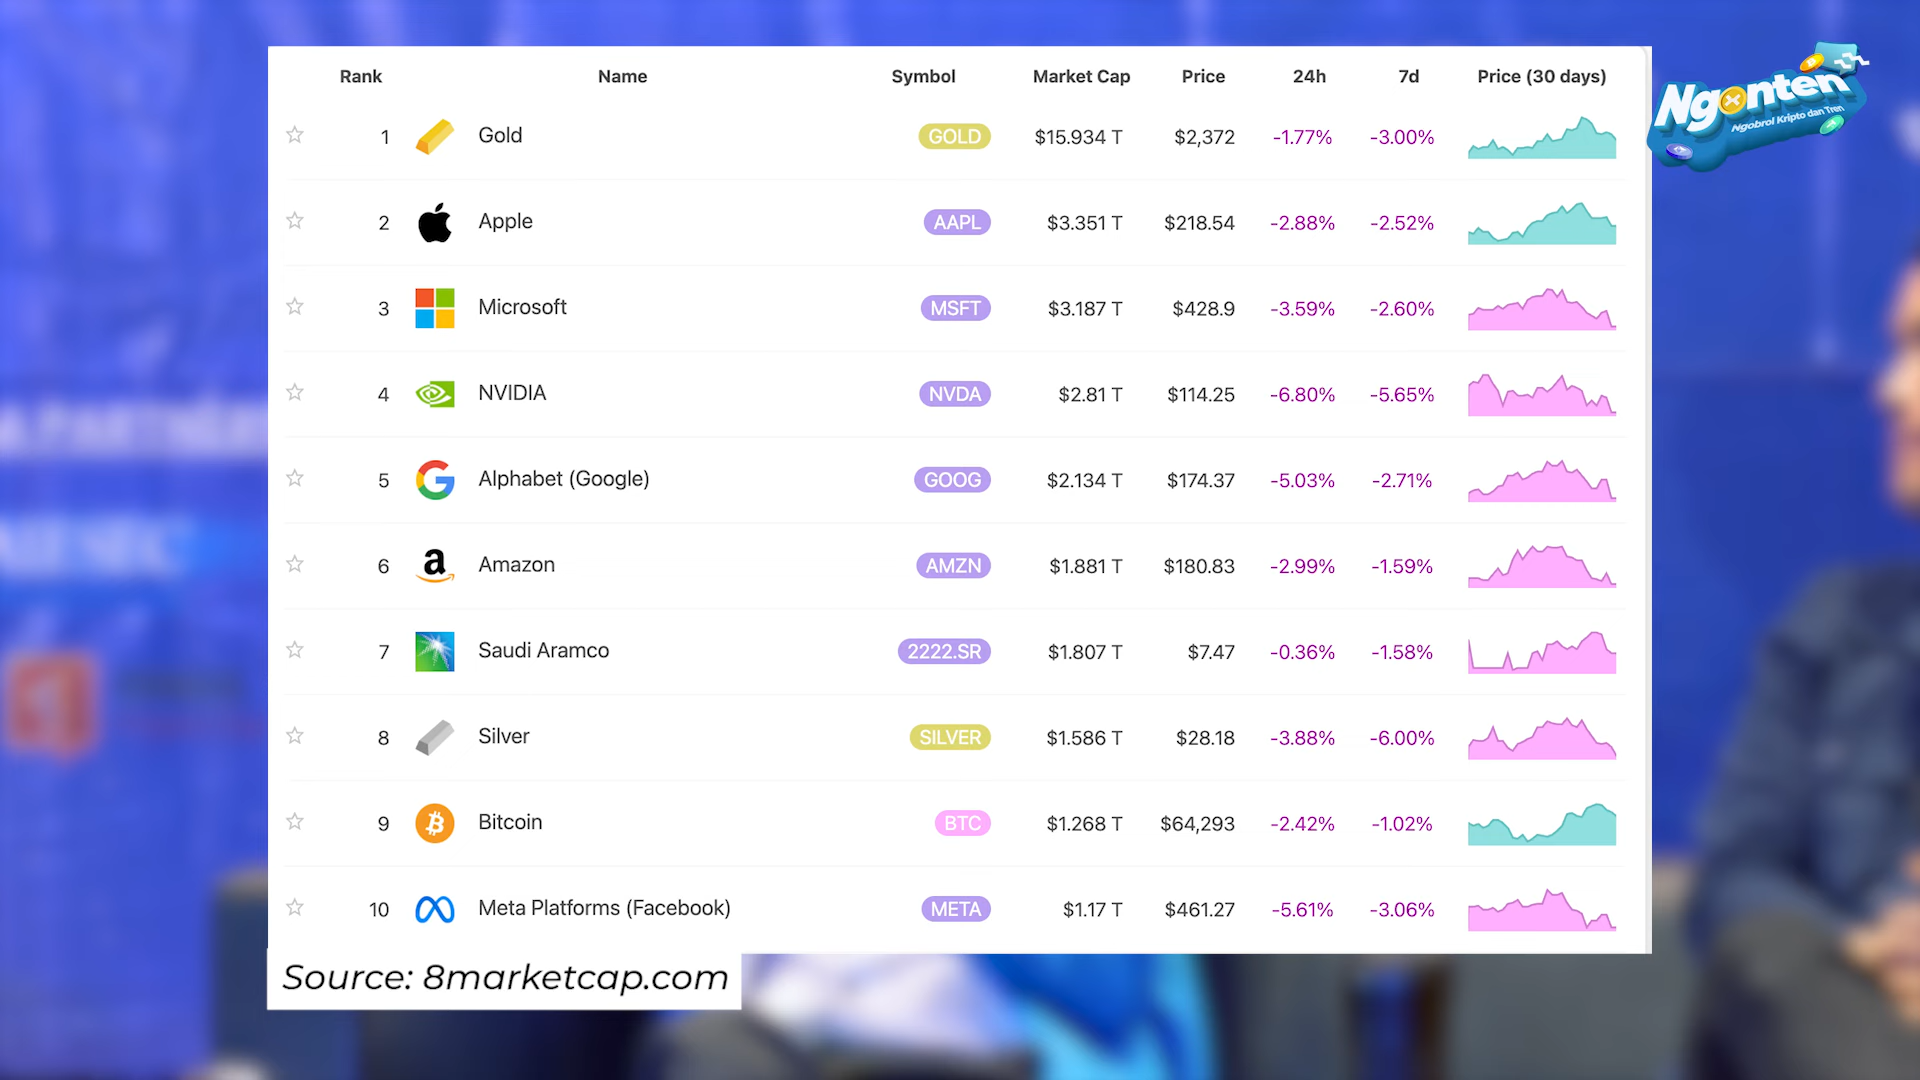 Rank Name Symbol Market Cap Price 24h 7d Price (30 days)
1 Gold GOLD $15.934 T $2,372 -1.77% -3.00%
2 Apple AAPL $3.351 T $218.54 -2.88% -2.52%
3 Microsoft MSFT $3.187 T $428.9 -3.59% -2.60%
4 NVIDIA NVDA $2.81 T $114.25 -6.80% -5.65%
5 Alphabet (Google) GOOG $2.134 T $174.37 -5.03% -2.71%
6 Amazon AMZN $1.881 T $180.83 -2.99% -1.59%
7 Saudi Aramco 2222.SR $1.807 T $7.47 -0.36% -1.58%
8 Silver SILVER $1.586 T $28.18 -3.88% -6.00%
9 Bitcoin BTC $1.268 T $64,293 -2.42% -1.02%
10 Meta Platforms (Facebook) META $1.17 T $461.27 -5.61% -3.06%
Source: 8marketcap.com
Ngonten
Ngobrol Kripto dan Tren